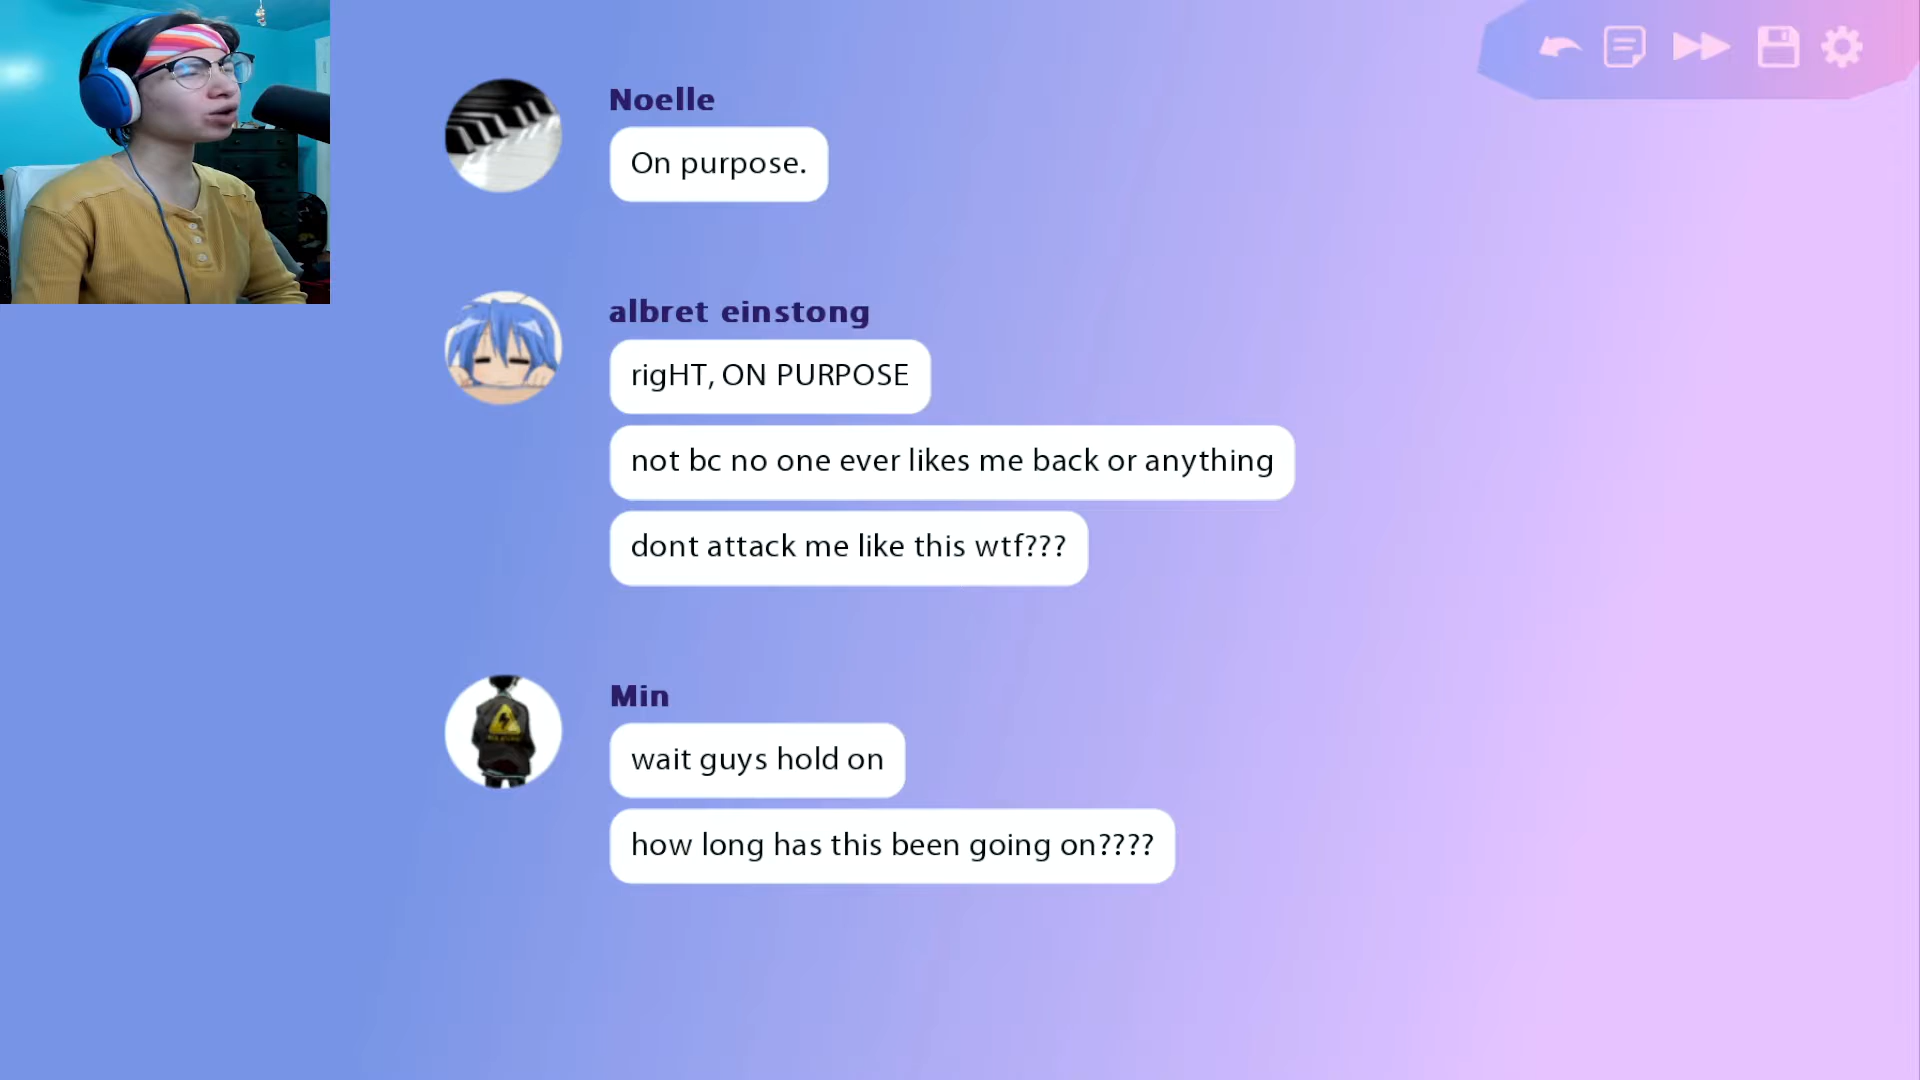 Noelle
On purpose.
albret einstong
rigHT, ON PURPOSE
not bc no one ever likes me back or anything
dont attack me like this wtf???
Min
wait guys hold on
how long has this been going on????